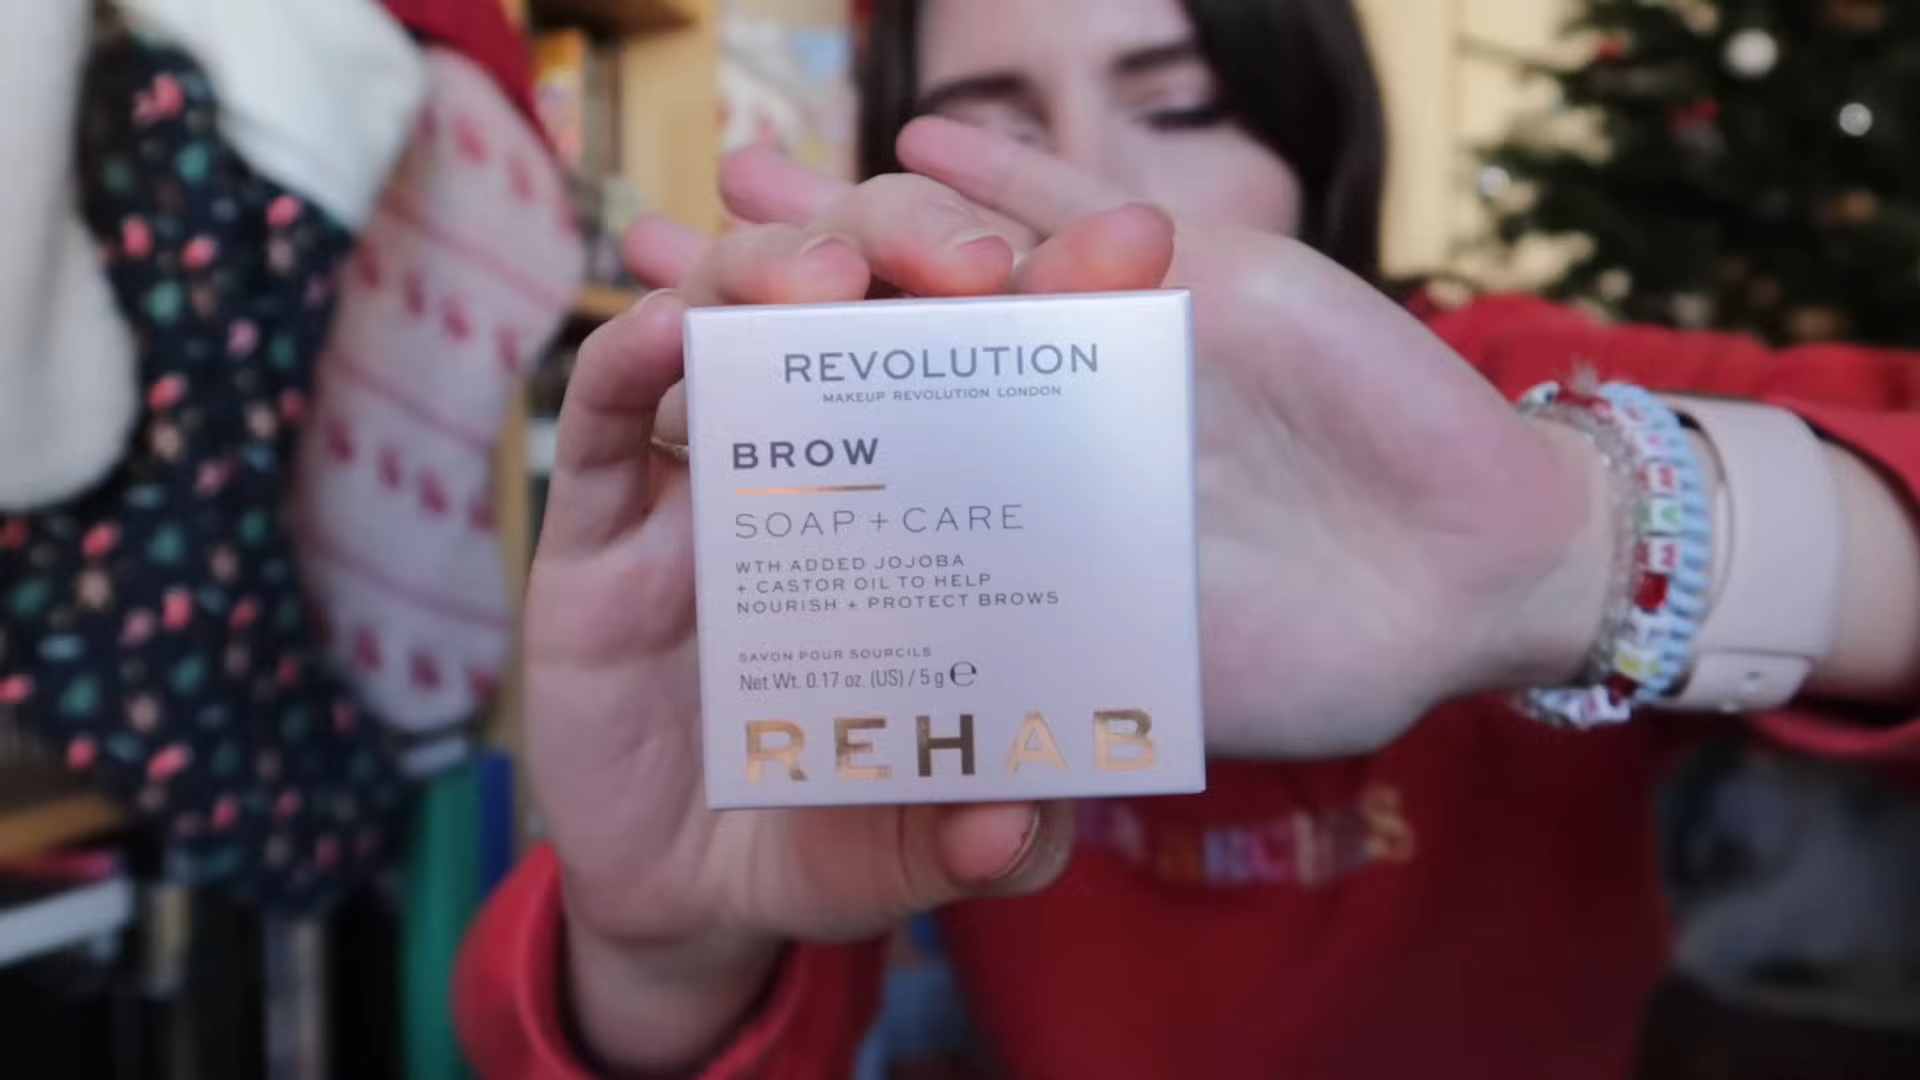 REVOLUTION
MAKEUP REVOLUTION LONDON
BROW
SOAP + CARE
WTH ADDED JOJOBA
+ CASTOR OIL TO HELP
NOURISH + PROTECT BROWS
SAVON POUR SOURCILS
Net Wt. 0.17 oz. (US) / 5 g e
REHAB